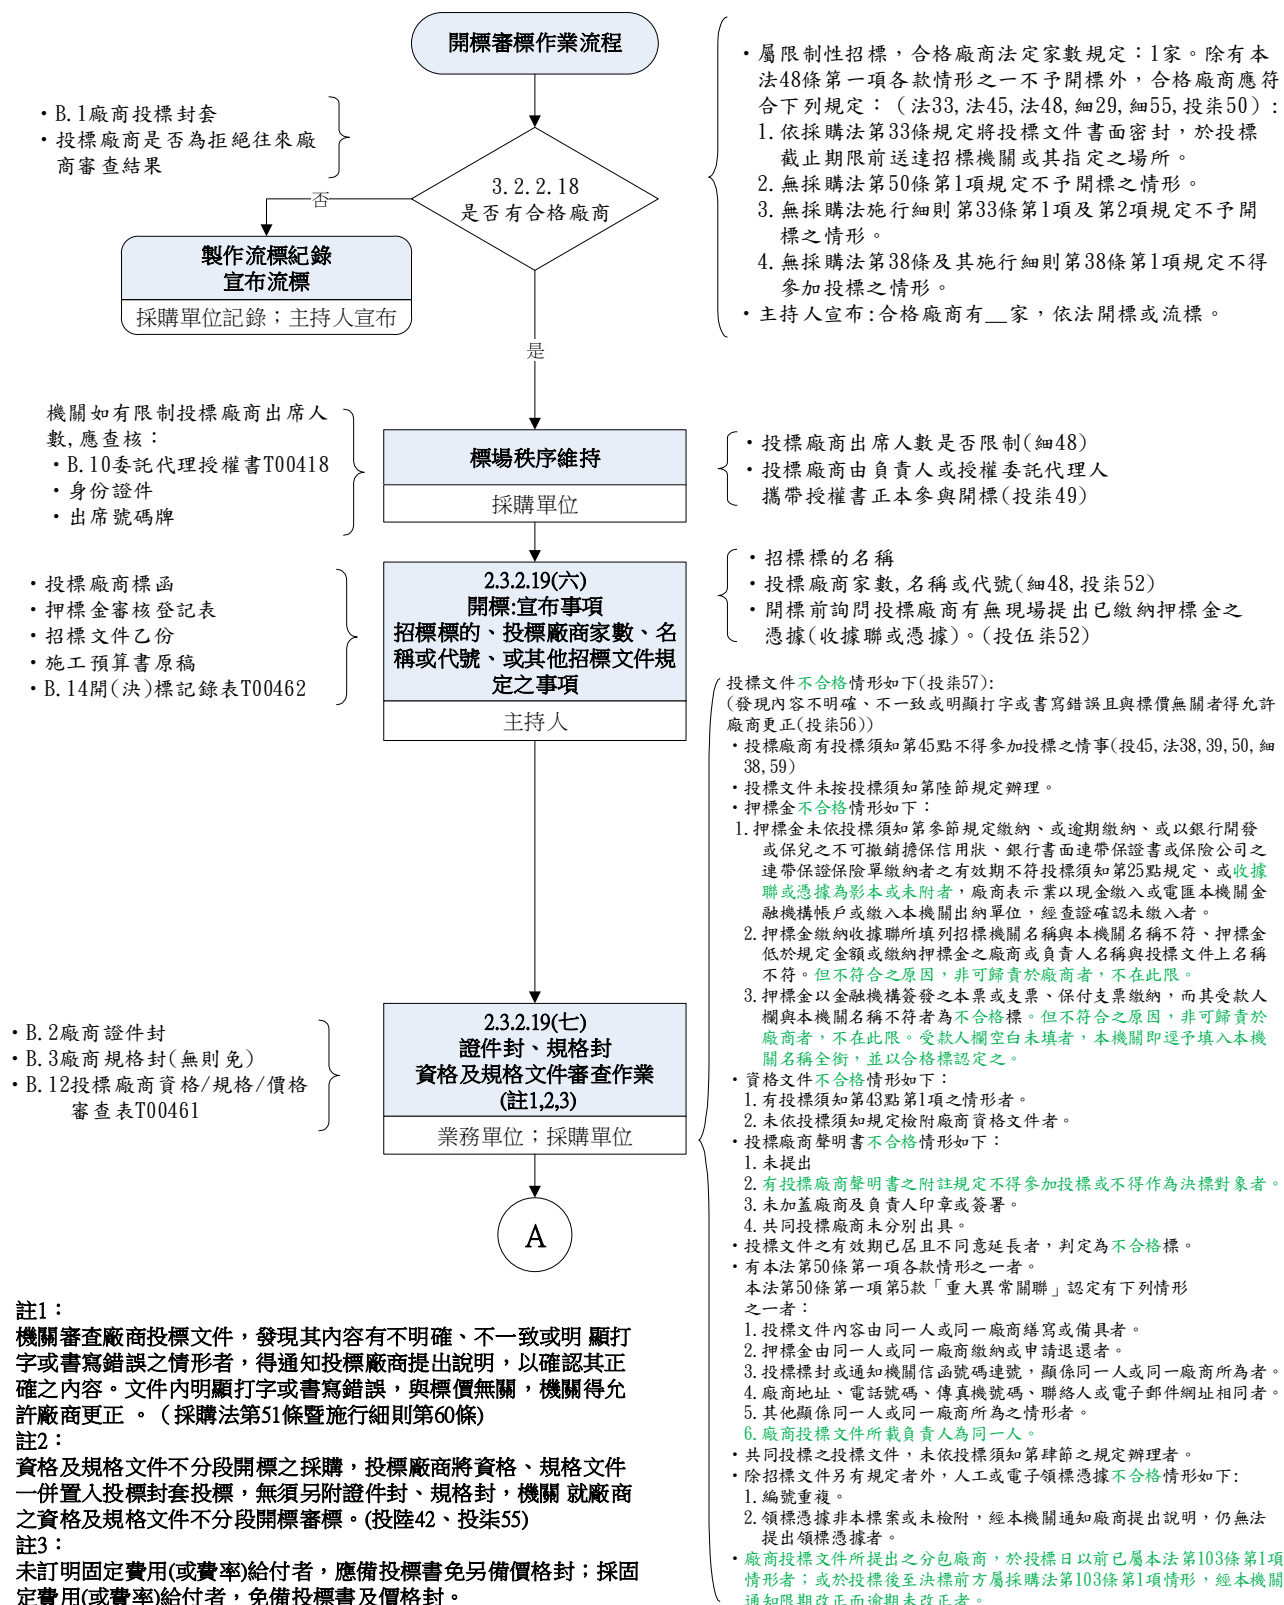 開標審標作業流程
・屬限制性招標，合格廠商法定家數規定：1家。除有本
法48條第一項各款情形之一不予開標外，合格廠商應符
合下列規定：（法33,法45,法48,細29,細55,投柒50）：
1.依採購法第33條規定將投標文件書面密封，於投標
截止期限前送達招標機關或其指定之場所。
2.無採購法第50條第1項規定不予開標之情形。
3.無採購法施行細則第33條第1項及第2項規定不予開
標之情形。
4.無採購法第38條及其施行細則第38條第1項規定不得
參加投標之情形。
・主持人宣布:合格廠商有__家，依法開標或流標。
・B.1廠商投標封套
・投標廠商是否為拒絕往來廠
商審查結果
3.2.2.18
是否有合格廠商
否
製作流標紀錄
宣布流標
採購單位記錄；主持人宣布
是
機關如有限制投標廠商出席人
數,應查核：
・B.10委託代理授權書T00418
・身份證件
・出席號碼牌
標場秩序維持
採購單位
・投標廠商出席人數是否限制(細48)
・投標廠商由負責人或授權委託代理人
攜帶授權書正本參與開標(投柒49)
・投標廠商標函
・押標金審核登記表
・招標文件乙份
・施工預算書原稿
・B.14開(決)標記錄表T00462
2.3.2.19(六)
開標:宣布事項
招標標的、投標廠商家數、名
稱或代號、或其他招標文件規
定之事項
主持人
・招標標的名稱
・投標廠商家數,名稱或代號(細48,投柒52)
・開標前詢問投標廠商有無現場提出已繳納押標金之
憑據(收據聯或憑據)。(投伍柒52)
・B.2廠商證件封
・B.3廠商規格封(無則免)
・B.12投標廠商資格/規格/價格
審查表T00461
2.3.2.19(七)
證件封、規格封
資格及規格文件審查作業
(註1,2,3)
業務單位；採購單位
A
投標文件不合格情形如下(投柒57):
(發現內容不明確、不一致或明顯打字或書寫錯誤且與標價無關者得允許
廠商更正(投柒56))
・投標廠商有投標須知第45點不得參加投標之情事(投45,法38,39,50,細
38,59)
・投標文件未按投標須知第陸節規定辦理。
・押標金不合格情形如下：
1.押標金未依投標須知第參節規定繳納、或逾期繳納、或以銀行開發
或保兌之不可撤銷擔保信用狀、銀行書面連帶保證書或保險公司之
連帶保證保險單繳納者之有效期不符投標須知第25點規定、或收據
聯或憑據為影本或未附者，廠商表示業以現金繳入或電匯本機關金
融機構帳戶或繳入本機關出納單位，經查證確認未繳入者。
2.押標金繳納收據聯所填列招標機關名稱與本機關名稱不符、押標金
低於規定金額或繳納押標金之廠商或負責人名稱與投標文件上名稱
不符。但不符合之原因，非可歸責於廠商者，不在此限。
3.押標金以金融機構簽發之本票或支票、保付支票繳納，而其受款人
欄與本機關名稱不符者為不合格標。但不符合之原因，非可歸責於
廠商者，不在此限。受款人欄空白未填者，本機關即逕予填入本機
關名稱全銜，並以合格標認定之。
・資格文件不合格情形如下：
1.有投標須知第43點第1項之情形者。
2.未依投標須知規定檢附廠商資格文件者。
・投標廠商聲明書不合格情形如下：
1.未提出
2.有投標廠商聲明書之附註規定不得參加投標或不得作為決標對象者。
3.未加蓋廠商及負責人印章或簽署。
4.共同投標廠商未分別出具。
・投標文件之有效期已屆且不同意延長者，判定為不合格標。
・有本法第50條第一項各款情形之一者。
本法第50條第一項第5款「重大異常關聯」認定有下列情形
之一者：
1.投標文件內容由同一人或同一廠商繕寫或備具者。
2.押標金由同一人或同一廠商繳納或申請退還者。
3.投標標封或通知機關信函號碼連號，顯係同一人或同一廠商所為者。
4.廠商地址、電話號碼、傳真機號碼、聯絡人或電子郵件網址相同者。
5.其他顯係同一人或同一廠商所為之情形者。
6.廠商投標文件所載負責人為同一人。
・共同投標之投標文件，未依投標須知第肆節之規定辦理者。
・除招標文件另有規定者外，人工或電子領標憑據不合格情形如下:
1.編號重複。
2.領標憑據非本標案或未檢附，經本機關通知廠商提出說明，仍無法
提出領標憑據者。
・廠商投標文件所提出之分包廠商，於投標日以前已屬本法第103條第1項
情形者；或於投標後至決標前方屬採購法第103條第1項情形，經本機關
通知限期改正而逾期未改正者。
註1：
機關審查廠商投標文件，發現其內容有不明確、不一致或明 顯打
字或書寫錯誤之情形者，得通知投標廠商提出說明，以確認其正
確之內容。文件內明顯打字或書寫錯誤，與標價無關，機關得允
許廠商更正 。（採購法第51條暨施行細則第60條)
註2：
資格及規格文件不分段開標之採購，投標廠商將資格、規格文件
一併置入投標封套投標，無須另附證件封、規格封，機關 就廠商
之資格及規格文件不分段開標審標。(投陸42、投柒55)
註3：
未訂明固定費用(或費率)給付者，應備投標書免另備價格封；採固
定費用(或費率)給付者，免備投標書及價格封。